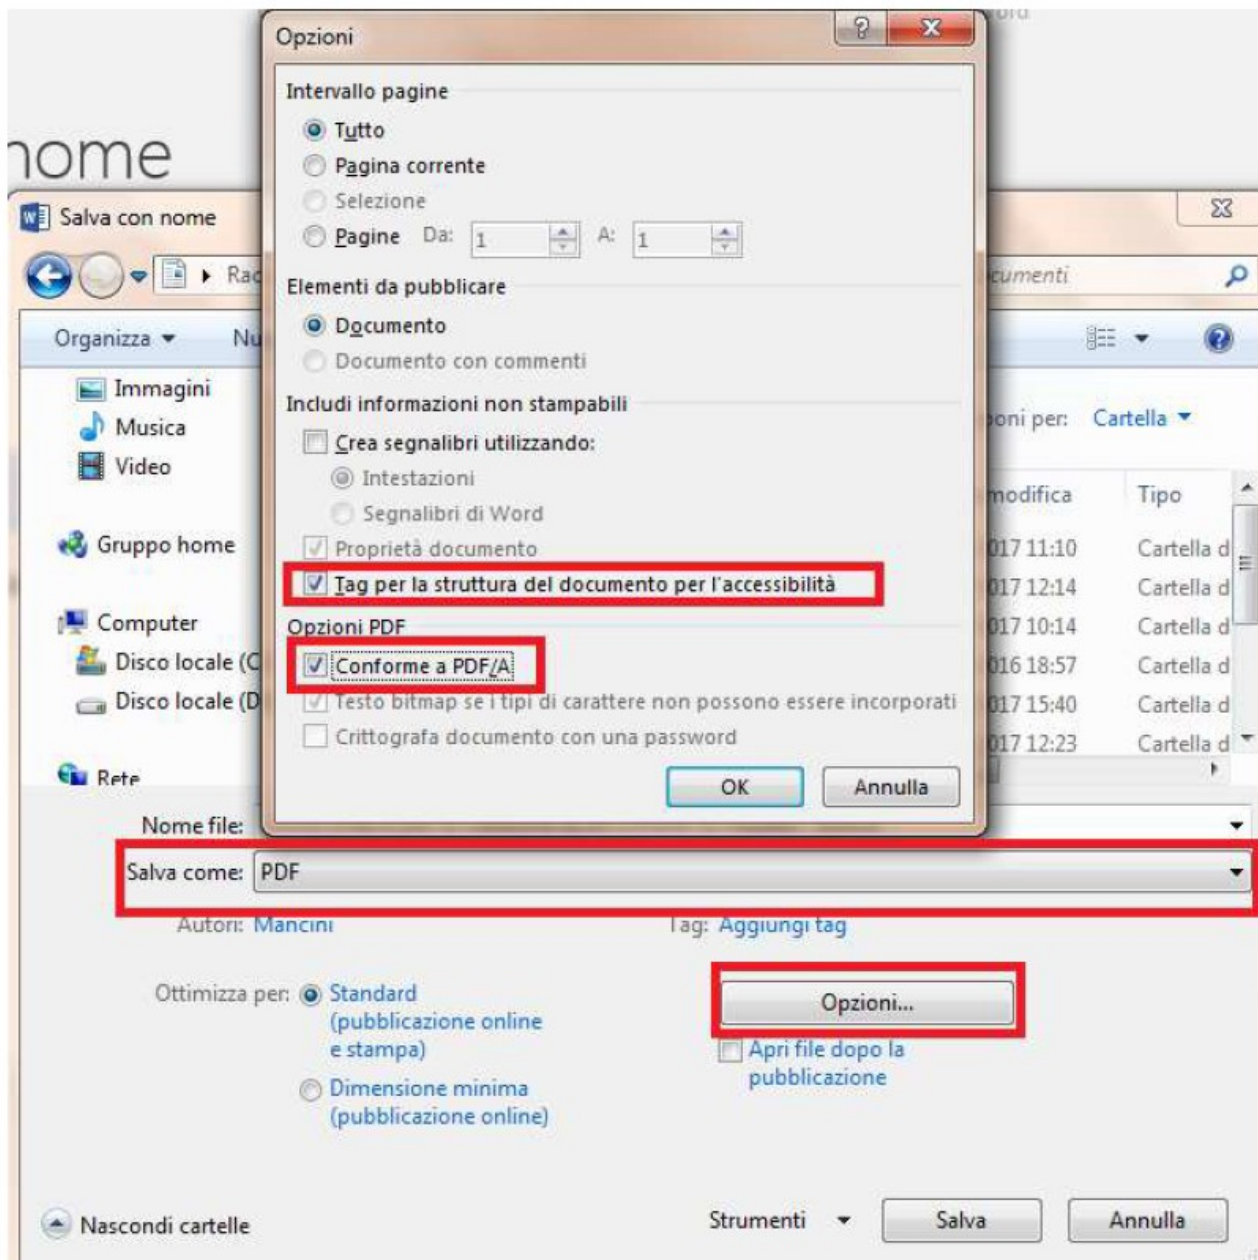 Opzioni
Intervallo pagine
Tutto
Pagina corrente
Selezione
Pagine Da: 1 A: 1
Elementi da pubblicare
Documento
Documento con commenti
Includi informazioni non stampabili
Crea segnalibri utilizzando:
Intestazioni
Segnalibri di Word
Proprietà documento
Tag per la struttura del documento per l'accessibilità
Opzioni PDF
Conforme a PDF/A
Testo bitmap se i tipi di carattere non possono essere incorporati
Crittografa documento con una password
OK Annulla
nome
Salva con nome
Rac cumenti
Organizza Nu
Immagini
Musica
Video
Gruppo home
Computer
Disco locale (C
Disco locale (D
Rete
poni per: Cartella
modifica Tipo
017 11:10 Cartella d
017 12:14 Cartella d
017 10:14 Cartella d
016 18:57 Cartella d
017 15:40 Cartella d
017 12:23 Cartella d
Nome file:
Salva come: PDF
Autori: Mancini Tag: Aggiungi tag
Ottimizza per: Standard
(pubblicazione online
e stampa)
Dimensione minima
(pubblicazione online)
Opzioni...
Apri file dopo la
pubblicazione
Nascondi cartelle Strumenti Salva Annulla